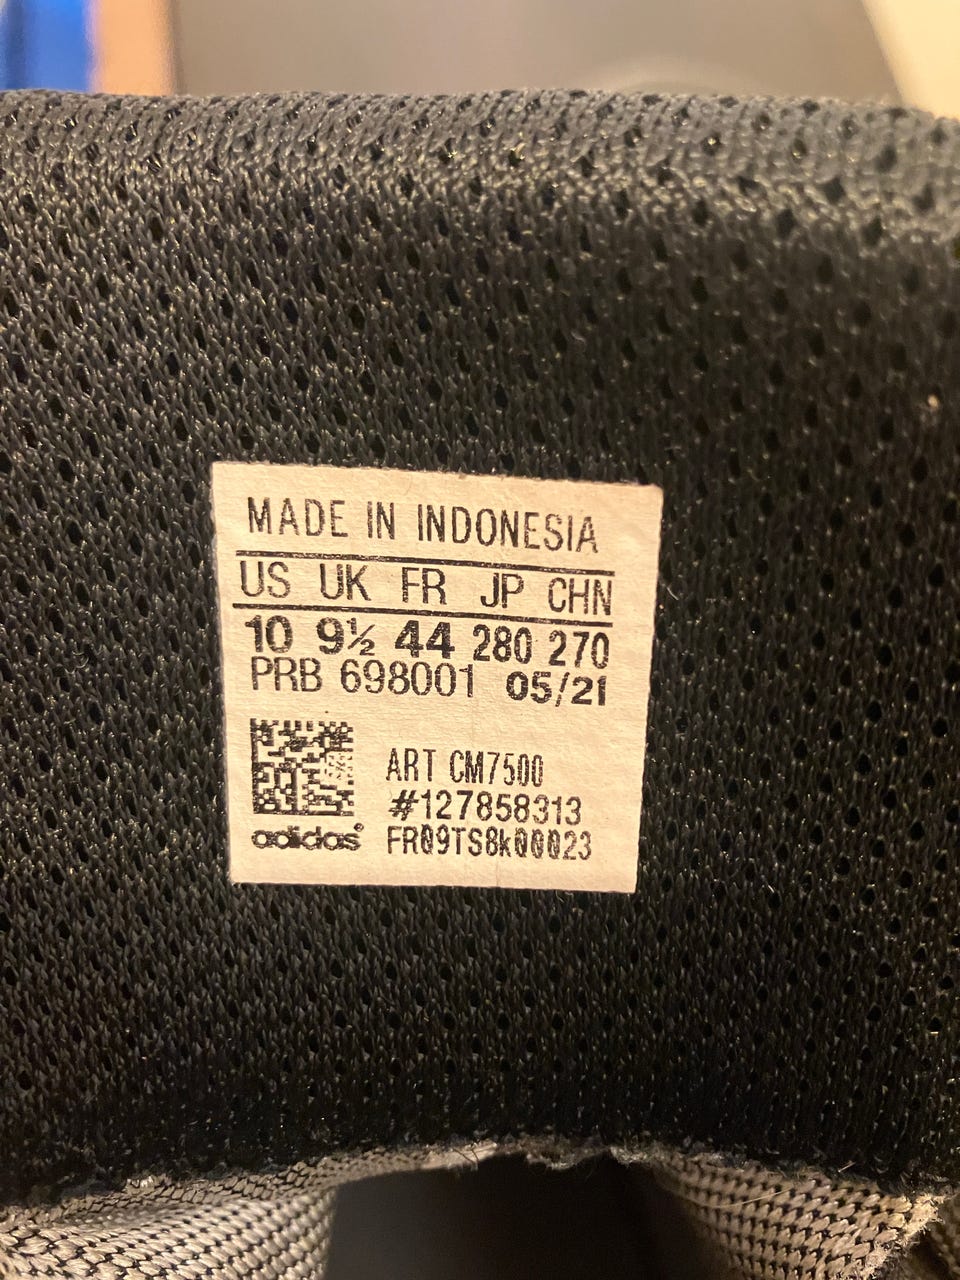 MADE IN INDONESIA
US UK FR JP CHN
10 9½ 44 280 270
PRB 698001 05/21
ART CM7500
#127858313
adidas® FR09TS8k00023